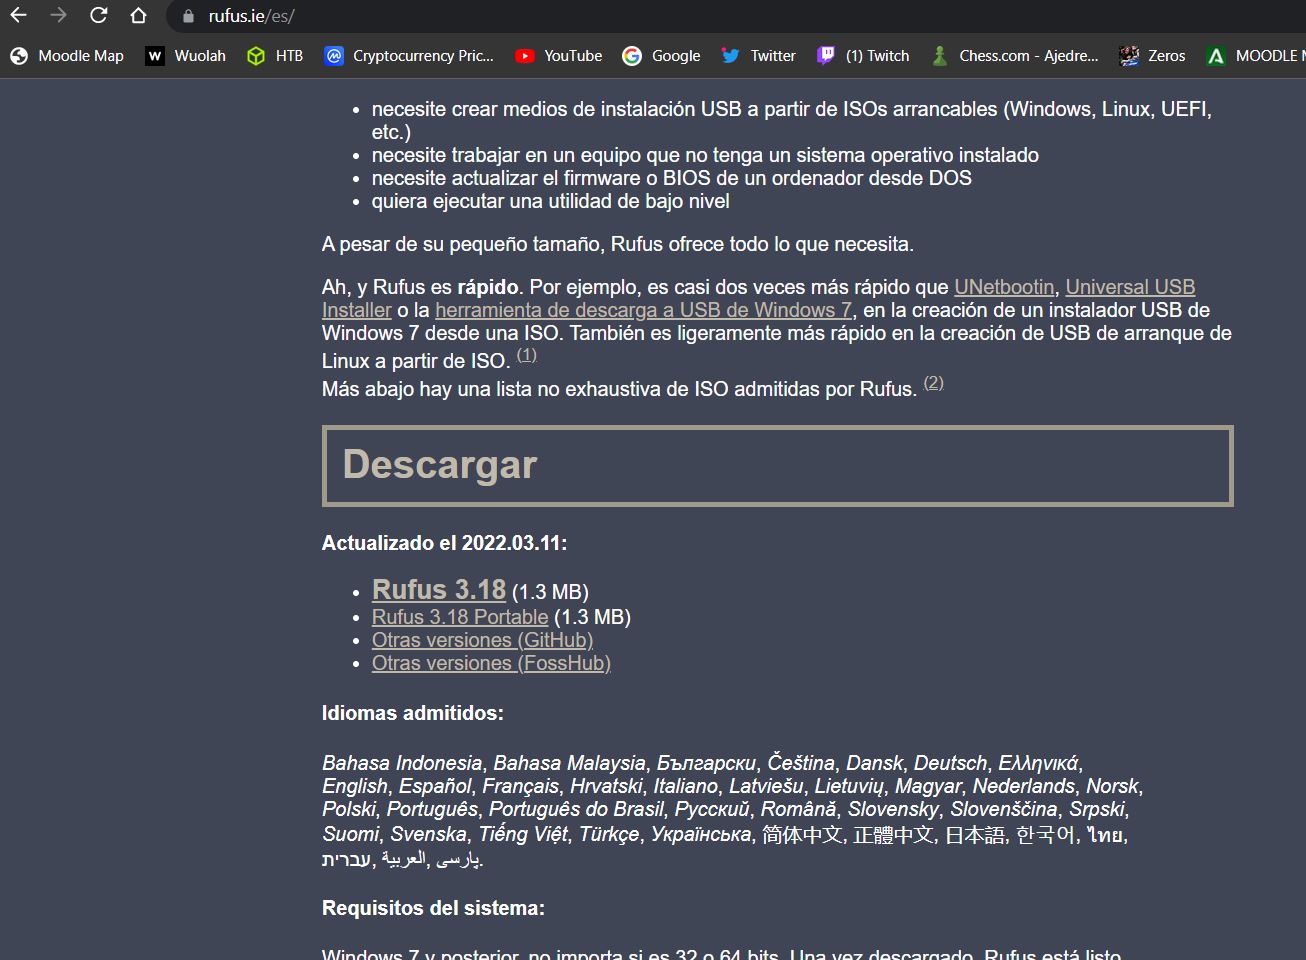 rufus.ie/es/
Moodle Map Wuolah HTB Cryptocurrency Pric... YouTube Google Twitter (1) Twitch Chess.com - Ajedre... Zeros MOODLE
necesite crear medios de instalación USB a partir de ISOs arrancables (Windows, Linux, UEFI,
etc.)
necesite trabajar en un equipo que no tenga un sistema operativo instalado
necesite actualizar el firmware o BIOS de un ordenador desde DOS
quiera ejecutar una utilidad de bajo nivel
A pesar de su pequeño tamaño, Rufus ofrece todo lo que necesita.
Ah, y Rufus es rápido. Por ejemplo, es casi dos veces más rápido que UNetbootin, Universal USB
Installer o la herramienta de descarga a USB de Windows 7, en la creación de un instalador USB de
Windows 7 desde una ISO. También es ligeramente más rápido en la creación de USB de arranque de
Linux a partir de ISO. (1)
Más abajo hay una lista no exhaustiva de ISO admitidas por Rufus. (2)
Descargar
Actualizado el 2022.03.11:
Rufus 3.18 (1.3 MB)
Rufus 3.18 Portable (1.3 MB)
Otras versiones (GitHub)
Otras versiones (FossHub)
Idiomas admitidos:
Bahasa Indonesia, Bahasa Malaysia, Български, Čeština, Dansk, Deutsch, Ελληνικά,
English, Español, Français, Hrvatski, Italiano, Latviešu, Lietuvių, Magyar, Nederlands, Norsk,
Polski, Português, Português do Brasil, Русский, Română, Slovensky, Slovenščina, Srpski,
Suomi, Svenska, Tiếng Việt, Türkçe, Українська, 简体中文, 正體中文, 日本語, 한국어, ไทย,
עברית, العربية, پارسی.
Requisitos del sistema:
Windows 7 y posterior, no importa si es 32 o 64 bits. Una vez descargado, Rufus está listo